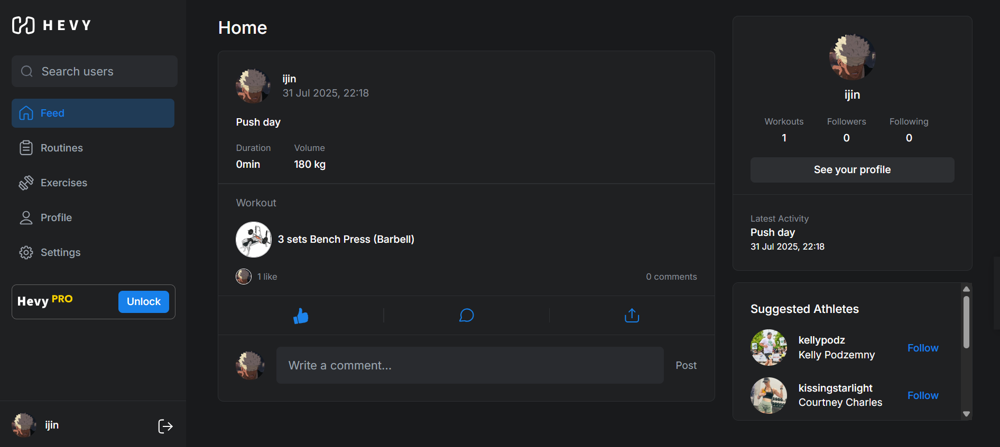 HEVY
Search users
Feed
Routines
Exercises
Profile
Settings
Hevy PRO
Unlock
ijin
Home
ijin
31 Jul 2025, 22:18
Push day
Duration Volume
0min 180 kg
Workout
3 sets Bench Press (Barbell)
1 like 0 comments
Write a comment...
Post
ijin
Workouts Followers Following
1 0 0
See your profile
Latest Activity
Push day
31 Jul 2025, 22:18
Suggested Athletes
kellypodz
Kelly Podzemny
Follow
kissingstarlight
Courtney Charles
Follow